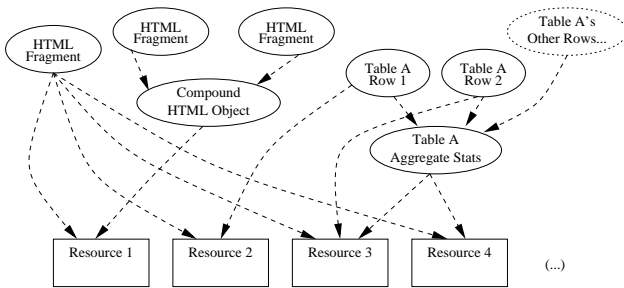 HTML
Fragment
HTML
Fragment
HTML
Fragment
Table A's
Other Rows...
Table A
Row 1
Table A
Row 2
Compound
HTML Object
Table A
Aggregate Stats
Resource 1
Resource 2
Resource 3
Resource 4
(...)